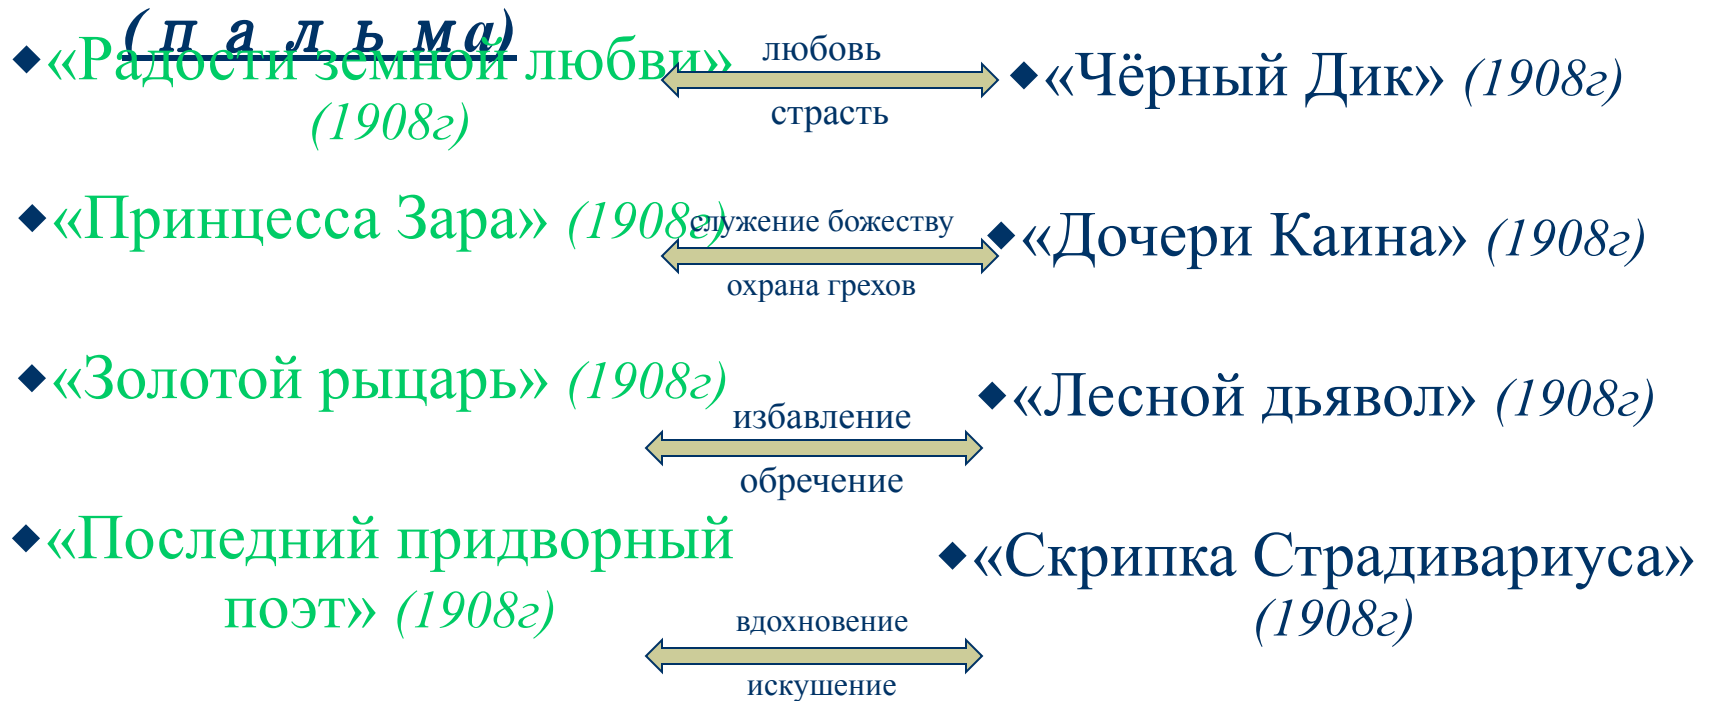 (п а л ь ма)
«Радости земной любви»
(1908г)
любовь
страсть
«Чёрный Дик» (1908г)
«Принцесса Зара» (1908г)
служение божеству
охрана грехов
«Дочери Каина» (1908г)
«Золотой рыцарь» (1908г)
избавление
обречение
«Лесной дьявол» (1908г)
«Последний придворный
поэт» (1908г)
вдохновение
искушение
«Скрипка Страдивариуса»
(1908г)